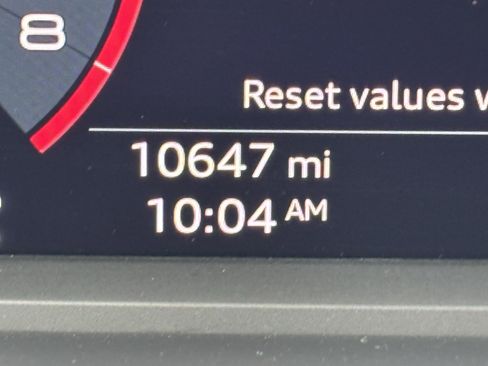 8
Reset values
10647 mi
10:04 AM